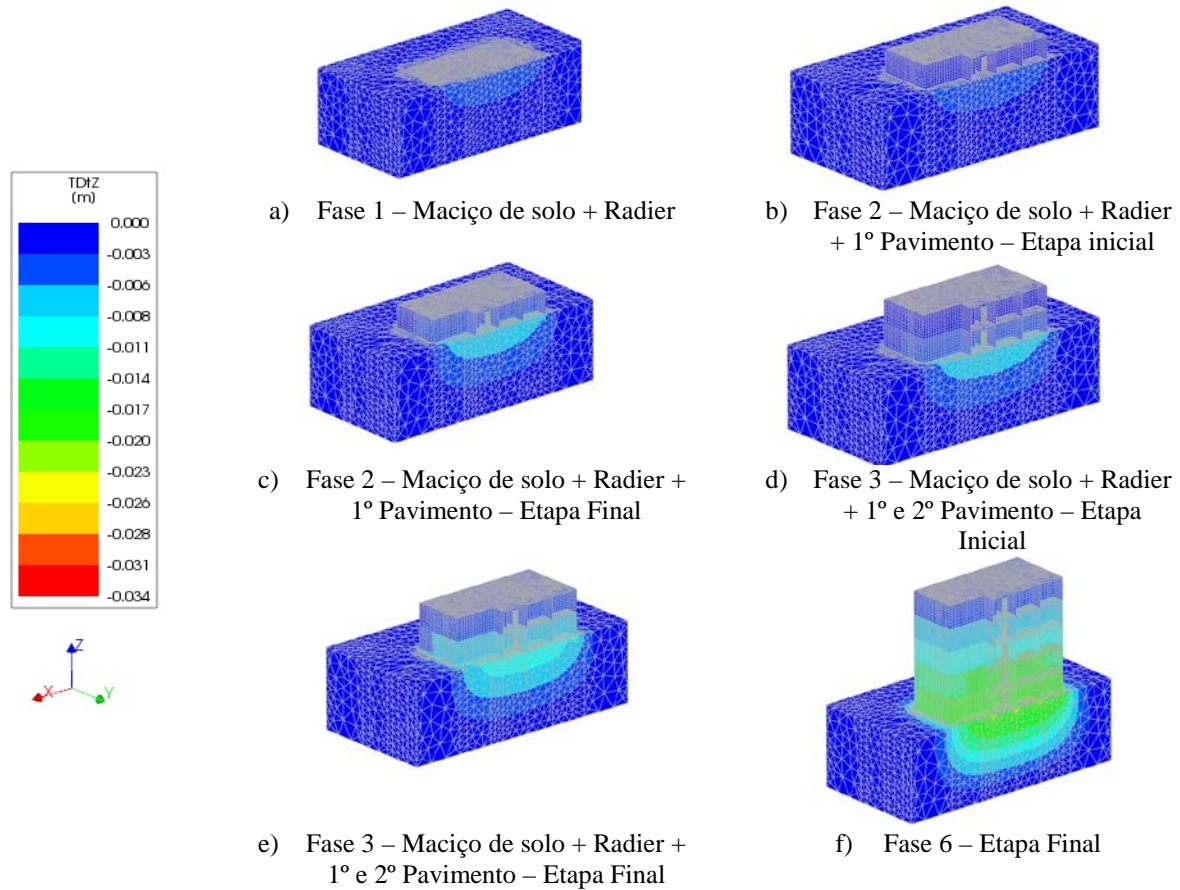 TDtZ
(m)
0.000
-0.003
-0.006
-0.008
-0.011
-0.014
-0.017
-0.020
-0.023
-0.026
-0.028
-0.031
-0.034
Z
X
Y
a) Fase 1 – Maciço de solo + Radier
b) Fase 2 – Maciço de solo + Radier
+ 1º Pavimento – Etapa inicial
c) Fase 2 – Maciço de solo + Radier +
1º Pavimento – Etapa Final
d) Fase 3 – Maciço de solo + Radier
+ 1º e 2º Pavimento – Etapa
Inicial
e) Fase 3 – Maciço de solo + Radier +
1º e 2º Pavimento – Etapa Final
f) Fase 6 – Etapa Final